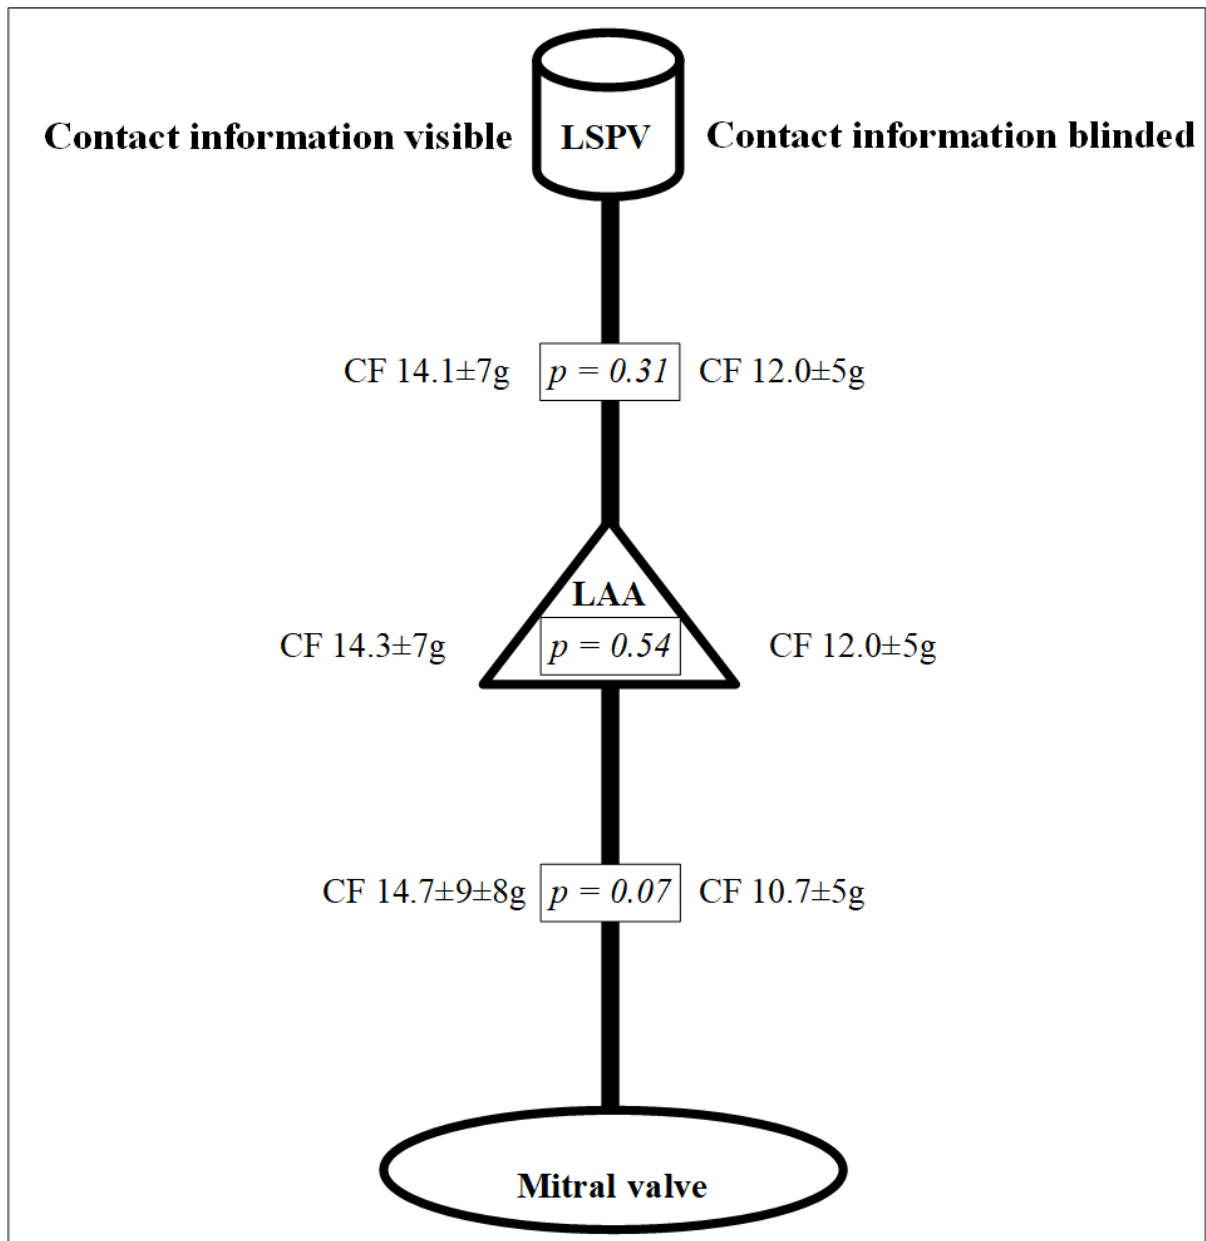 Contact information visible
LSPV
Contact information blinded
CF 14.1±7g
p = 0.31
CF 12.0±5g
LAA
CF 14.3±7g
p = 0.54
CF 12.0±5g
CF 14.7±9±8g
p = 0.07
CF 10.7±5g
Mitral valve